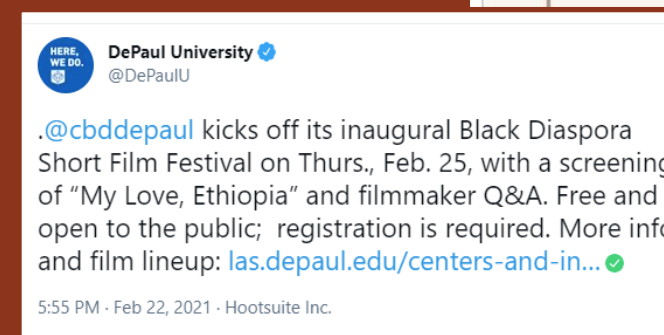 HERE,
WE DO.
DePaul University
@DePaulU
.@cbddepaul kicks off its inaugural Black Diaspora
Short Film Festival on Thurs., Feb. 25, with a screening
of “My Love, Ethiopia” and filmmaker Q&A. Free and
open to the public;  registration is required. More info
and film lineup: las.depaul.edu/centers-and-in...
5:55 PM · Feb 22, 2021 · Hootsuite Inc.